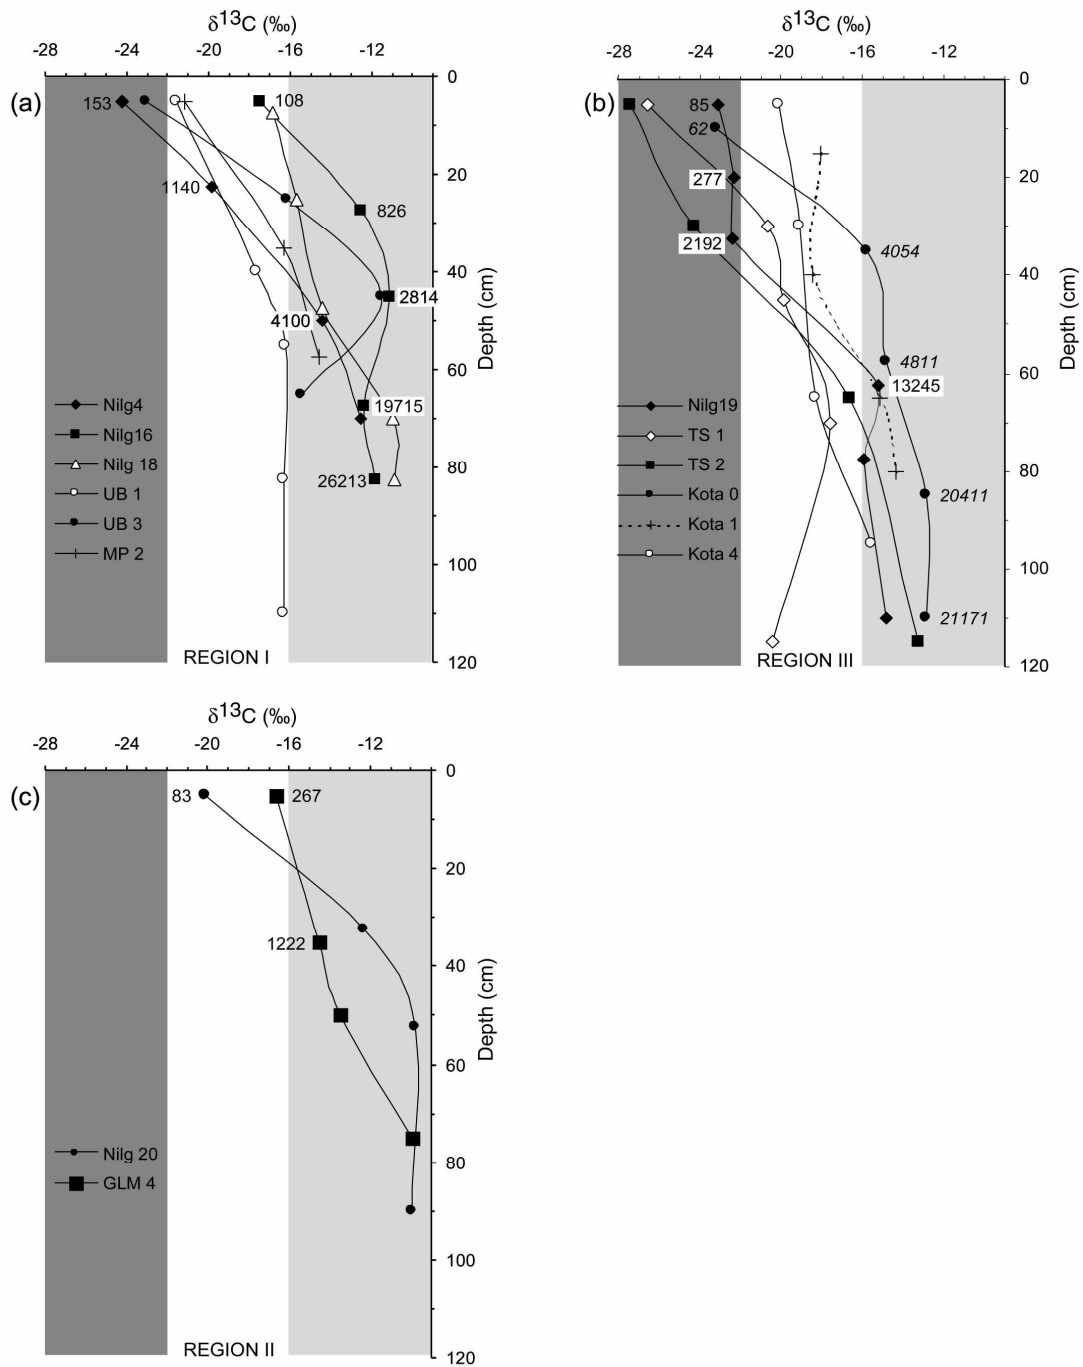 δ13C (‰)
-28 -24 -20 -16 -12
(a)
0
20
40
60
80
100
120
Depth (cm)
153
108
1140
826
2814
4100
19715
26213
Nilg4
Nilg16
Nilg 18
UB 1
UB 3
MP 2
REGION I
δ13C (‰)
-28 -24 -20 -16 -12
(b)
0
20
40
60
80
100
120
Depth (cm)
85
62
277
2192
4054
4811
13245
20411
21171
Nilg19
TS 1
TS 2
Kota 0
Kota 1
Kota 4
REGION III
δ13C (‰)
-28 -24 -20 -16 -12
(c)
0
20
40
60
80
100
120
Depth (cm)
83
267
1222
Nilg 20
GLM 4
REGION II